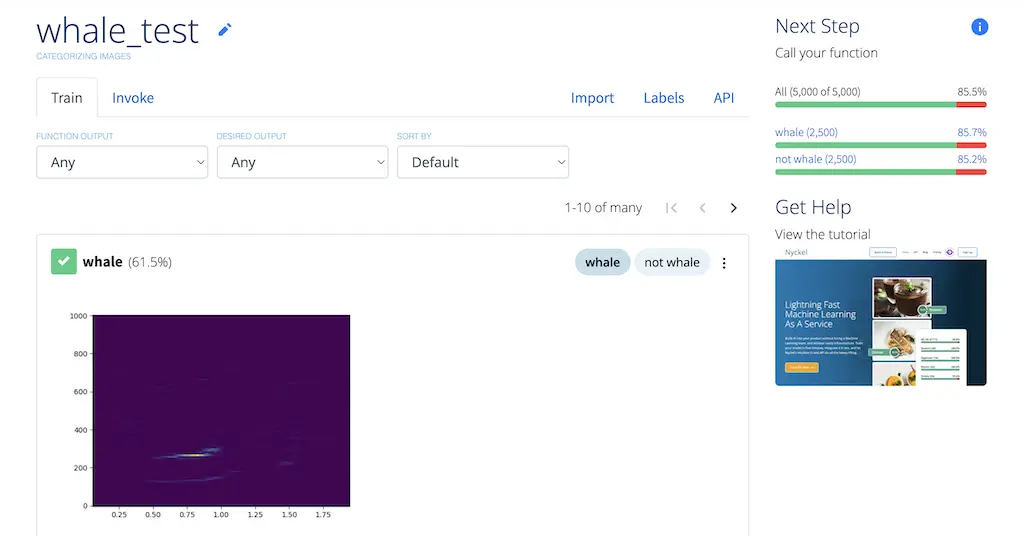 whale_test
CATEGORIZING IMAGES
Train Invoke Import Labels API
FUNCTION OUTPUT DESIRED OUTPUT SORT BY
Any Any Default
1-10 of many
whale (61.5%) whale not whale
1000
800
600
400
200
0
0.25 0.50 0.75 1.00 1.25 1.50 1.75
Next Step
Call your function
All (5,000 of 5,000) 85.5%
whale (2,500) 85.7%
not whale (2,500) 85.2%
Get Help
View the tutorial
Nyckel
Lightning Fast
Machine Learning
As A Service